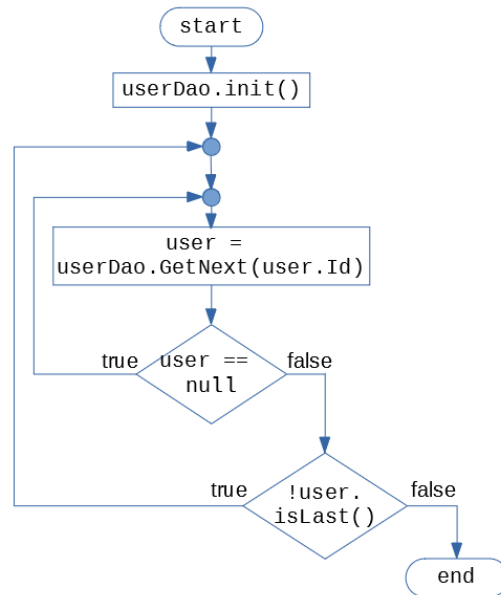 start
userDao.init()
user =
userDao.GetNext(user.Id)
true
user ==
null
false
true
!user.
isLast()
false
end